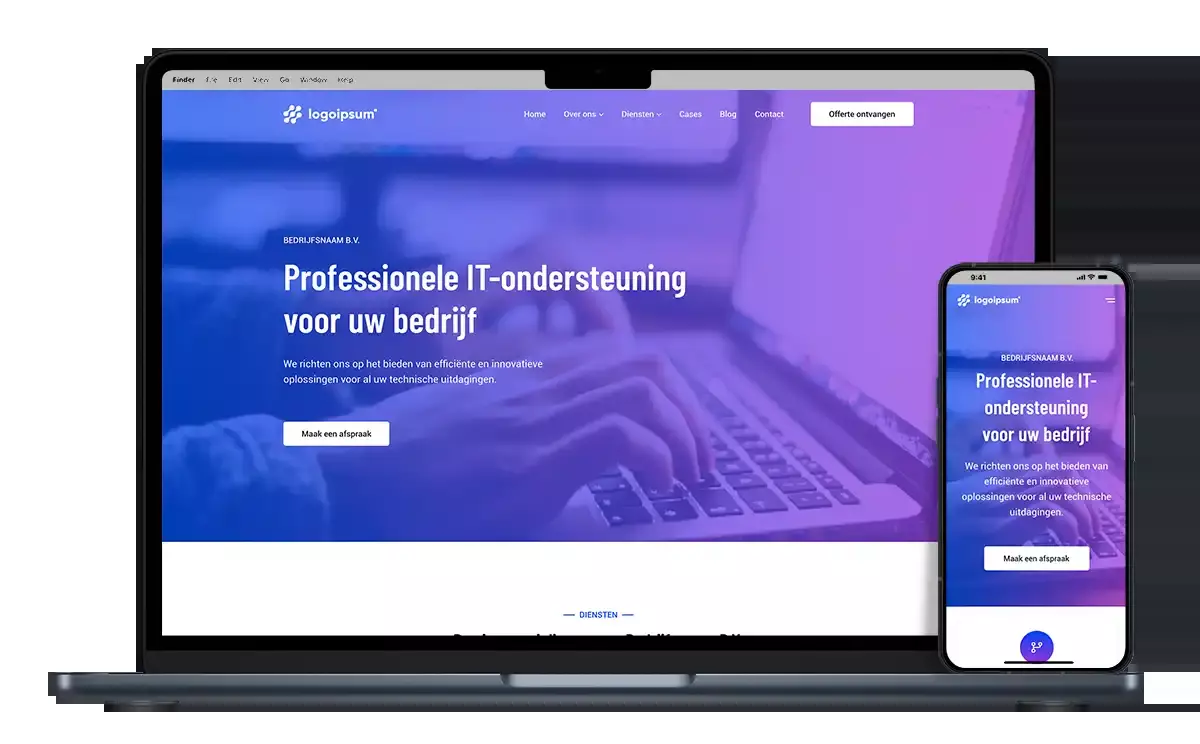 Finder File Edit View Go Window Help
logoipsum
Home Over ons Diensten Cases Blog Contact Offerte ontvangen
BEDRIJFSNAAM B.V.
Professionele IT-ondersteuning
voor uw bedrijf
We richten ons op het bieden van efficiënte en innovatieve
oplossingen voor al uw technische uitdagingen.
Maak een afspraak
DIENSTEN
9:41
logoipsum
BEDRIJFSNAAM B.V.
Professionele IT-
ondersteuning
voor uw bedrijf
We richten ons op het bieden van
efficiënte en innovatieve
oplossingen voor al uw technische
uitdagingen.
Maak een afspraak